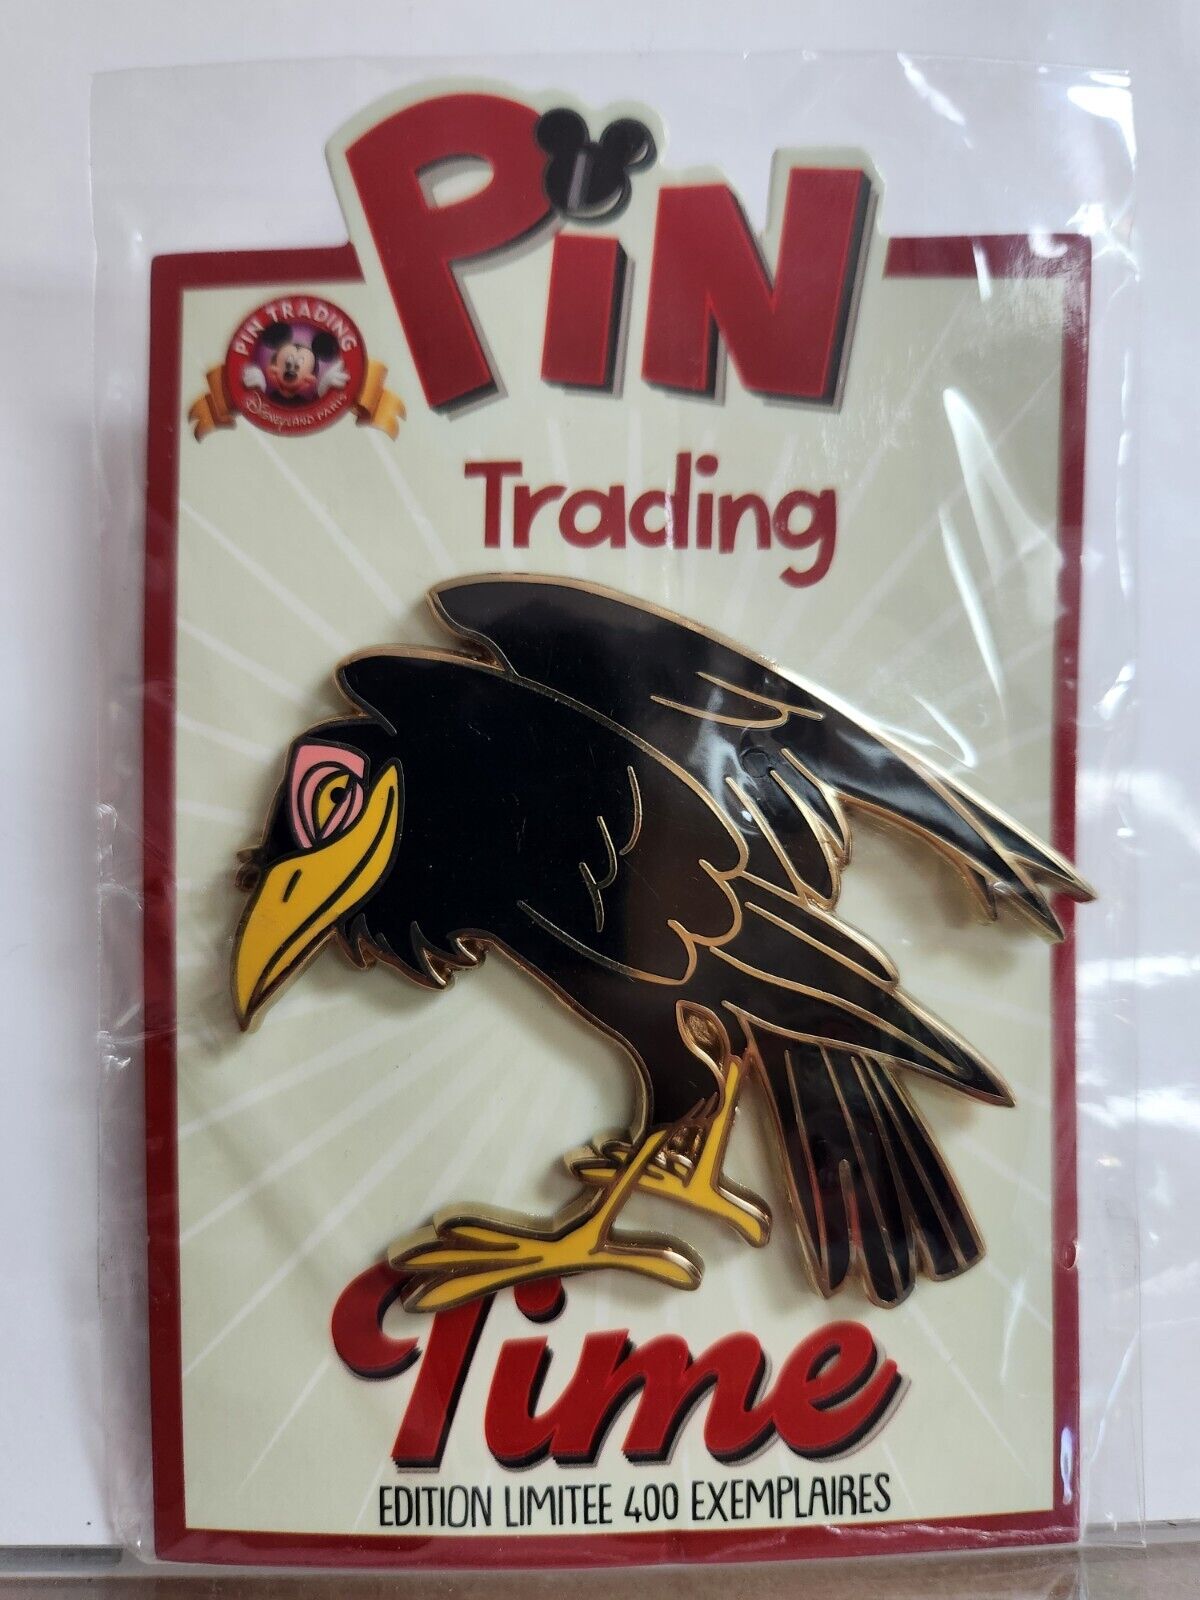 PiN
PIN TRADING
DISNEYLAND PARIS
Trading
Time
EDITION LIMITEE 400 EXEMPLAIRES